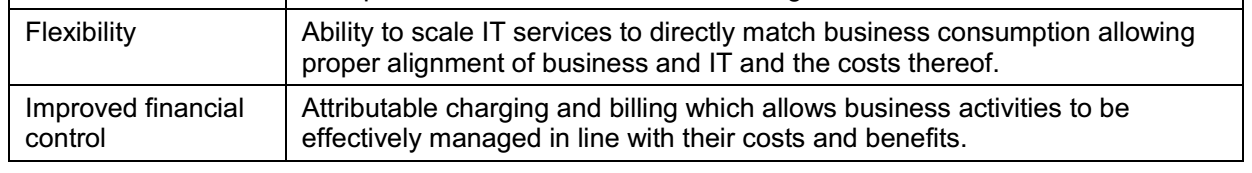 Flexibility
Ability to scale IT services to directly match business consumption allowing
proper alignment of business and IT and the costs thereof.
Improved financial
control
Attributable charging and billing which allows business activities to be
effectively managed in line with their costs and benefits.